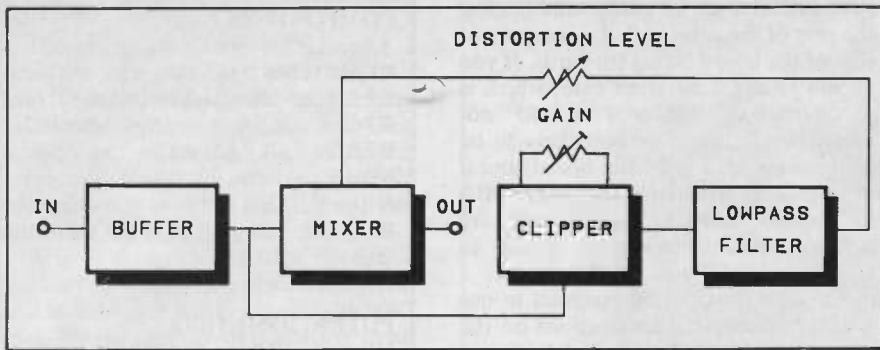 DISTORTION LEVEL
GAIN
IN
BUFFER
MIXER
OUT
CLIPPER
LOWPASS
FILTER